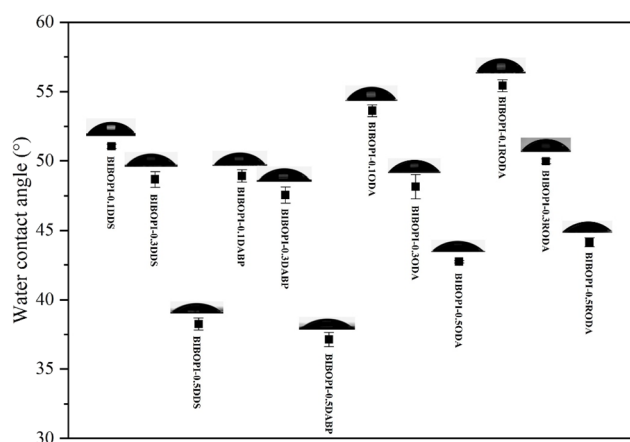 60
55
50
45
40
35
30
Water contact angle (°)
BIBOPI-0.1DDS
BIBOPI-0.3DDS
BIBOPI-0.5DDS
BIBOPI-0.1DABP
BIBOPI-0.3DABP
BIBOPI-0.5DABP
BIBOPI-0.1ODA
BIBOPI-0.3ODA
BIBOPI-0.5ODA
BIBOPI-0.1RODA
BIBOPI-0.3RODA
BIBOPI-0.5RODA